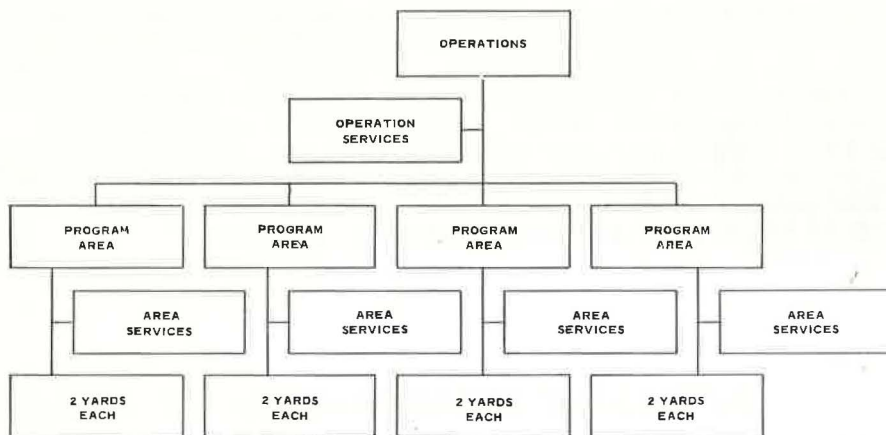 OPERATIONS
OPERATION
SERVICES
PROGRAM
AREA
PROGRAM
AREA
PROGRAM
AREA
PROGRAM
AREA
AREA
SERVICES
AREA
SERVICES
AREA
SERVICES
AREA
SERVICES
2 YARDS
EACH
2 YARDS
EACH
2 YARDS
EACH
2 YARDS
EACH